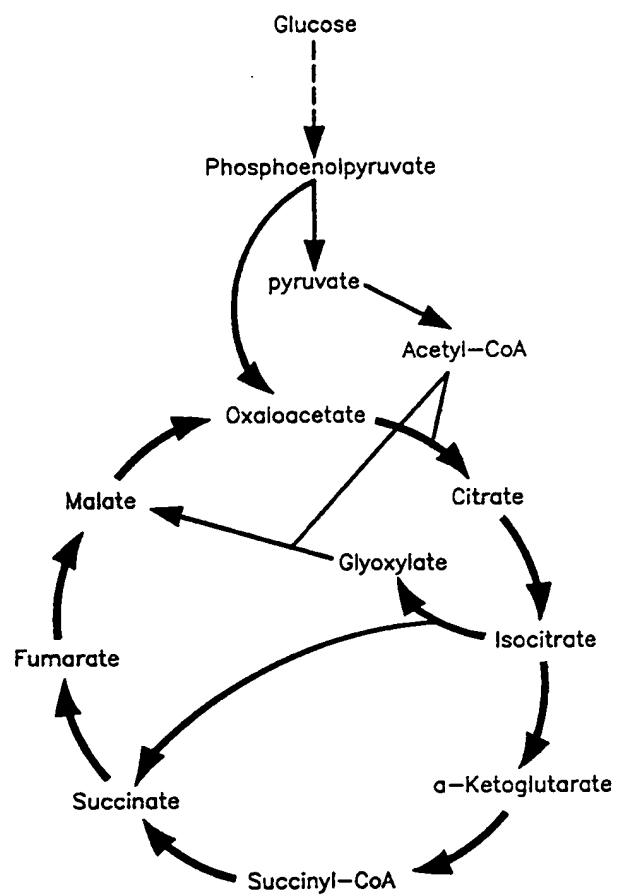 Glucose
Phosphoenolpyruvate
pyruvate
Acetyl-CoA
Oxaloacetate
Citrate
Malate
Glyoxylate
Isocitrate
Fumarate
a-Ketoglutarate
Succinate
Succinyl-CoA